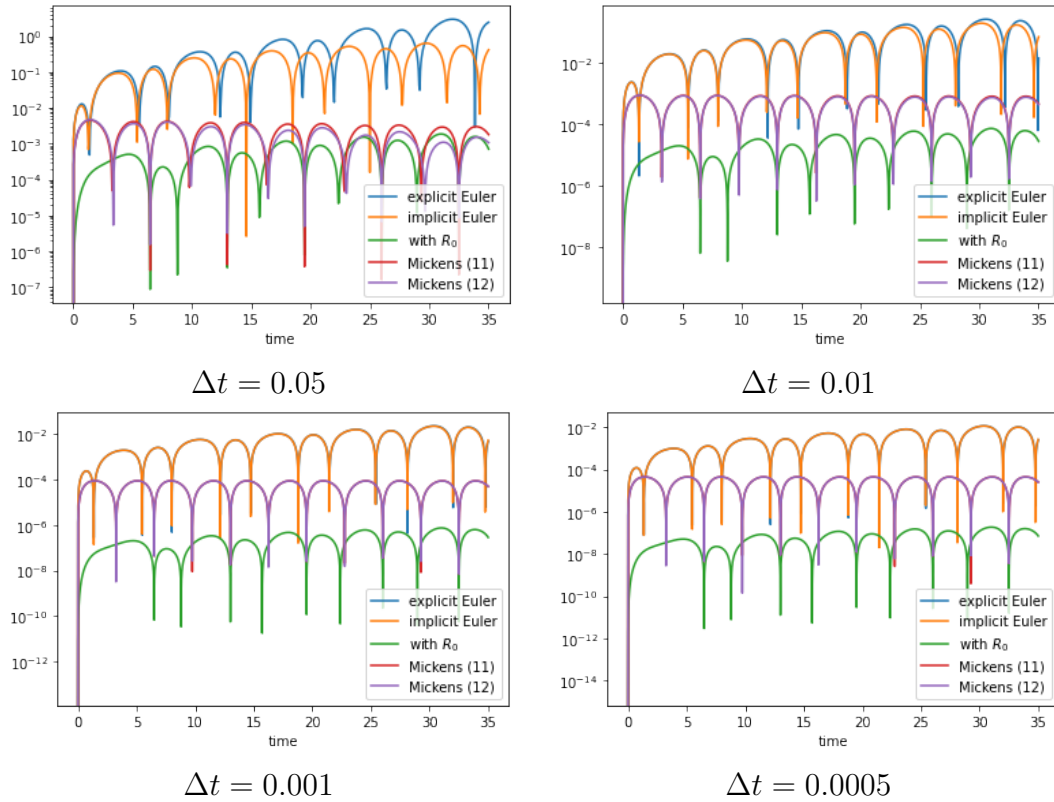 10⁰
10⁻¹
10⁻²
10⁻³
10⁻⁴
10⁻⁵
10⁻⁶
10⁻⁷
explicit Euler
implicit Euler
with R₀
Mickens (11)
Mickens (12)
0 5 10 15 20 25 30 35
time
Δt = 0.05
10⁻²
10⁻⁴
10⁻⁶
10⁻⁸
explicit Euler
implicit Euler
with R₀
Mickens (11)
Mickens (12)
0 5 10 15 20 25 30 35
time
Δt = 0.01
10⁻²
10⁻⁴
10⁻⁶
10⁻⁸
10⁻¹⁰
10⁻¹²
explicit Euler
implicit Euler
with R₀
Mickens (11)
Mickens (12)
0 5 10 15 20 25 30 35
time
Δt = 0.001
10⁻²
10⁻⁴
10⁻⁶
10⁻⁸
10⁻¹⁰
10⁻¹²
10⁻¹⁴
explicit Euler
implicit Euler
with R₀
Mickens (11)
Mickens (12)
0 5 10 15 20 25 30 35
time
Δt = 0.0005